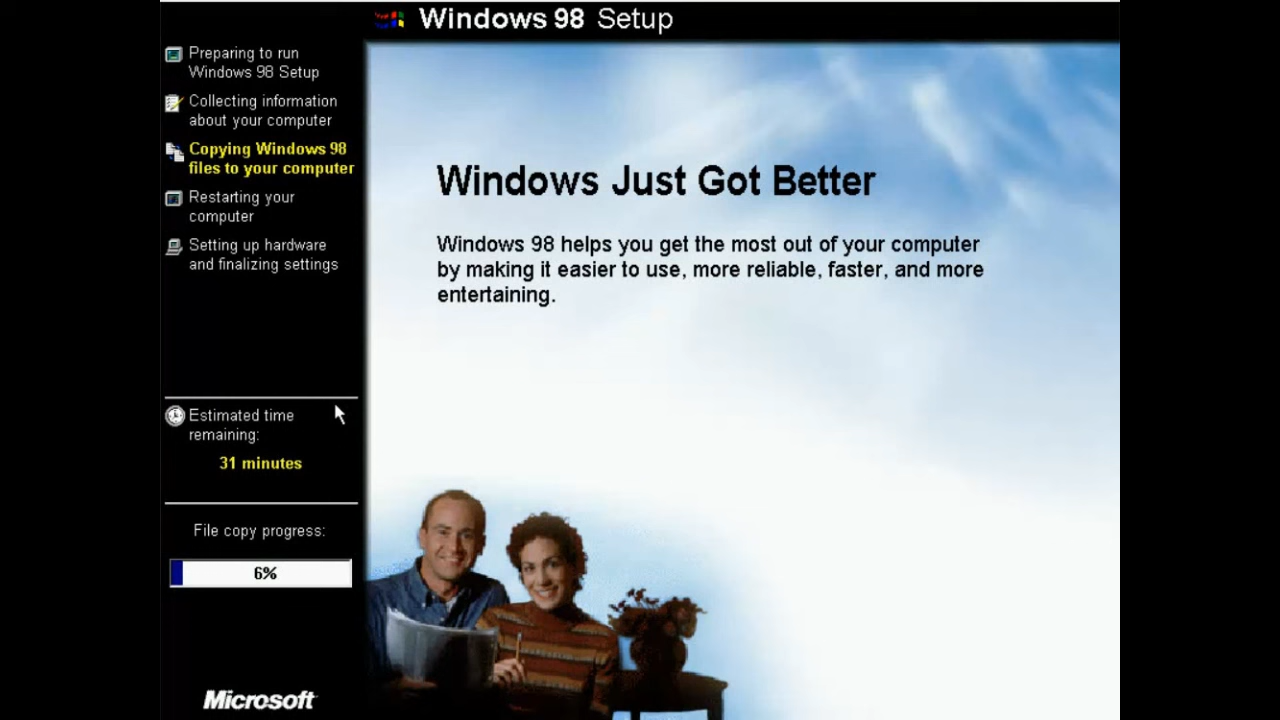 Windows 98 Setup
Preparing to run
Windows 98 Setup
Collecting information
about your computer
Copying Windows 98
files to your computer
Restarting your
computer
Setting up hardware
and finalizing settings
Estimated time
remaining:
31 minutes
File copy progress:
6%
Microsoft
Windows Just Got Better
Windows 98 helps you get the most out of your computer
by making it easier to use, more reliable, faster, and more
entertaining.